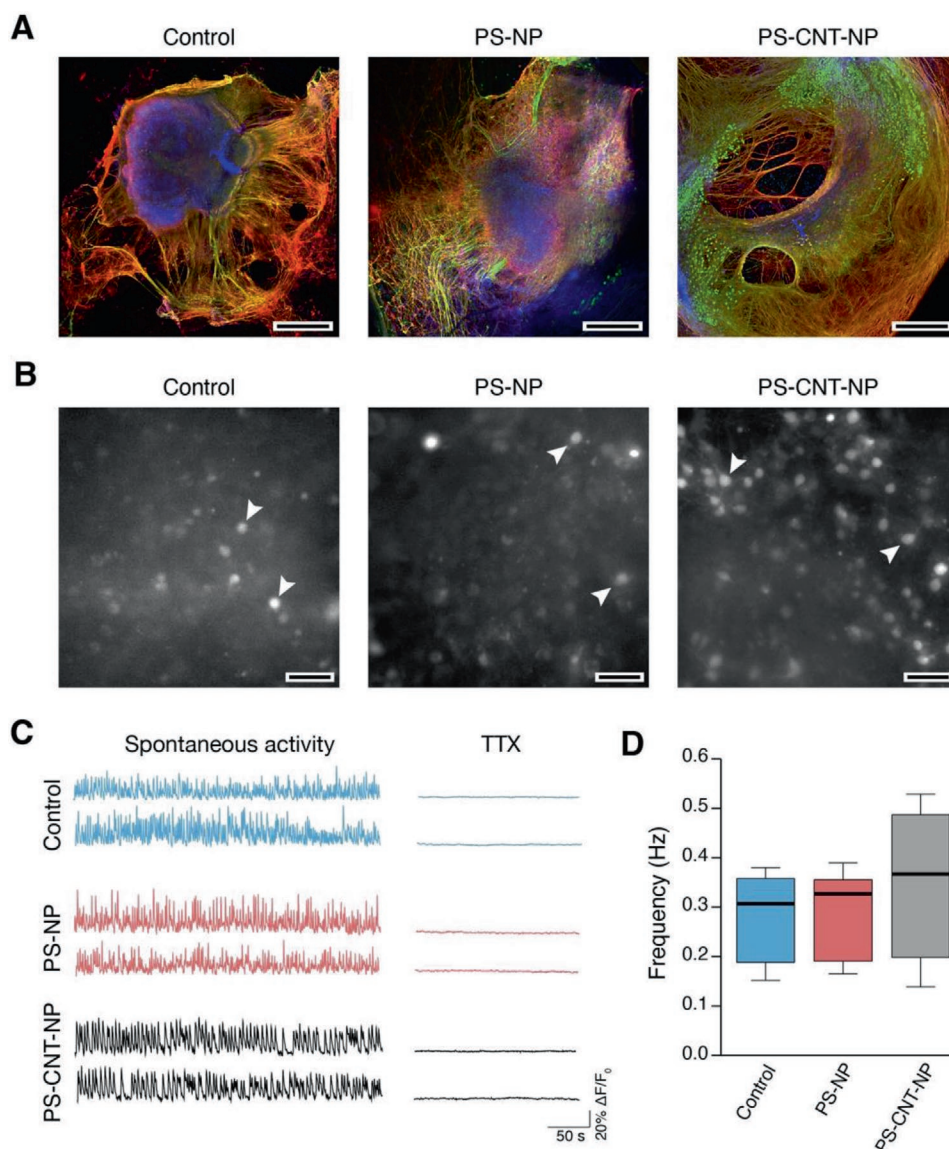 A
Control
PS-NP
PS-CNT-NP
B
Control
PS-NP
PS-CNT-NP
C
Spontaneous activity
TTX
Control
PS-NP
PS-CNT-NP
50 s
20% ΔF/F₀
D
Frequency (Hz)
0.6
0.5
0.4
0.3
0.2
0.1
0.0
Control
PS-NP
PS-CNT-NP